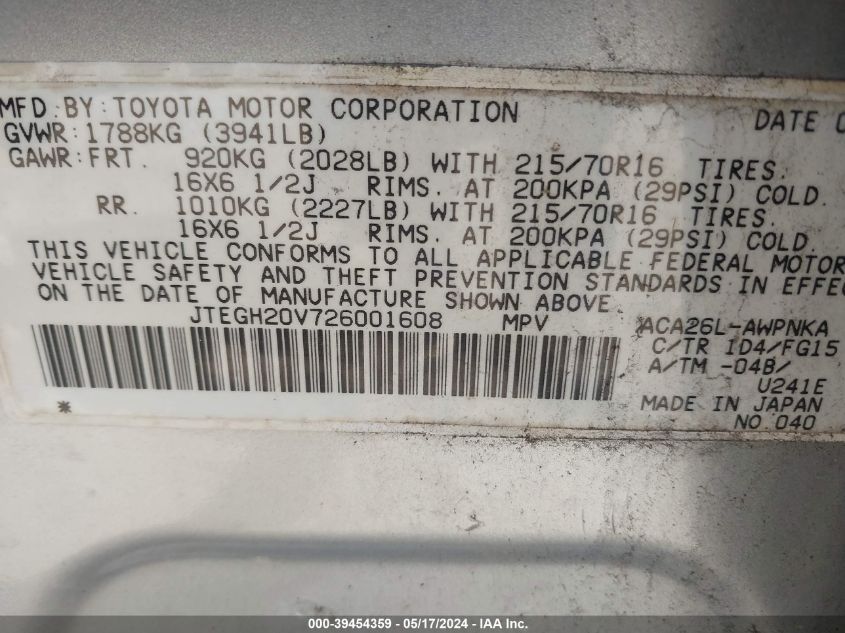 MFD.BY:TOYOTA MOTOR CORPORATION DATE
GVWR:1788KG (3941LB)
GAWR:FRT. 920KG (2028LB) WITH 215/70R16 TIRES.
16X6 1/2J RIMS. AT 200KPA (29PSI) COLD.
RR. 1010KG (2227LB) WITH 215/70R16 TIRES.
16X6 1/2J RIMS. AT 200KPA (29PSI) COLD.
THIS VEHICLE CONFORMS TO ALL APPLICABLE FEDERAL MOTOR
VEHICLE SAFETY AND THEFT PREVENTION STANDARDS IN EFFE
ON THE DATE OF MANUFACTURE SHOWN ABOVE.
JTEGH20V726001608 MPV ACA26L-AWPNKA
C/TR 1D4/FG15
A/TM -04B/
U241E
* MADE IN JAPAN
NO.040
000-39454359 - 05/17/2024 - IAA Inc.